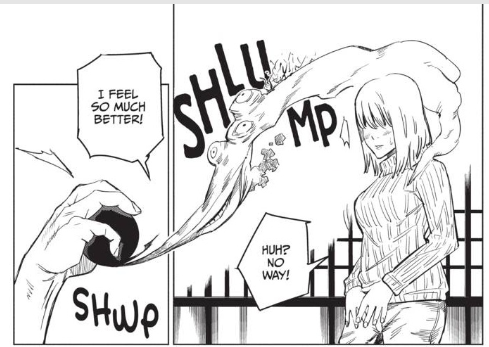 SHLU
MP
HUH?
NO
WAY!
I FEEL
SO MUCH
BETTER!
SHWP